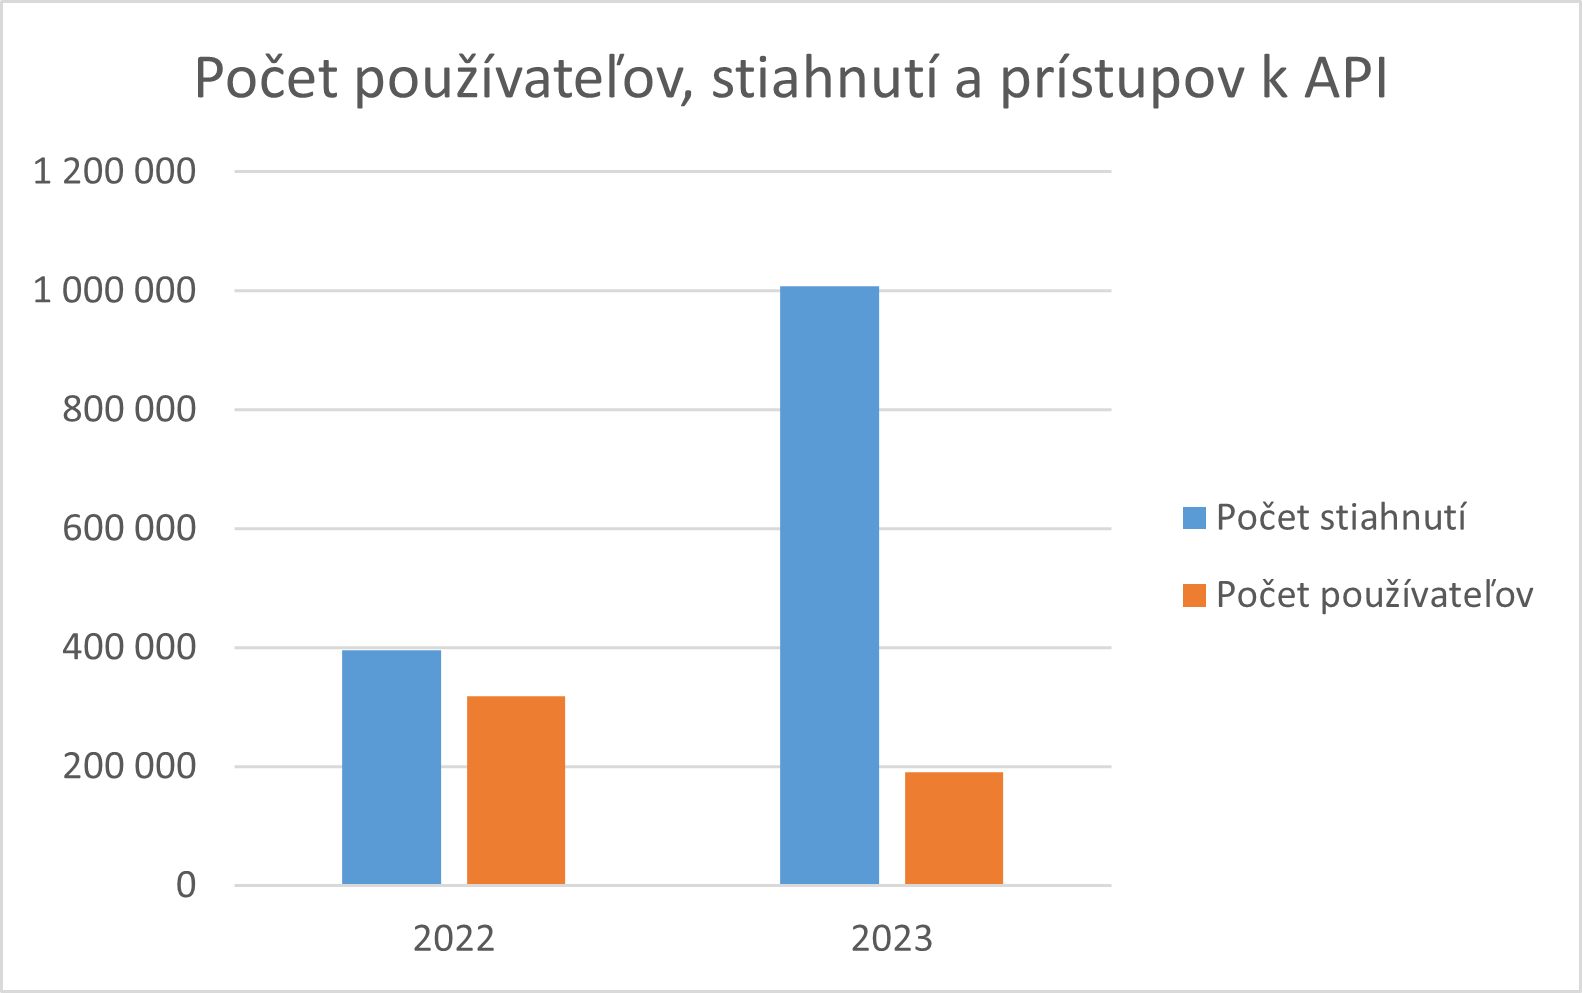 Počet používateľov, stiahnutí a prístupov k API
1 200 000
1 000 000
800 000
600 000
400 000
200 000
0
2022
2023
Počet stiahnutí
Počet používateľov